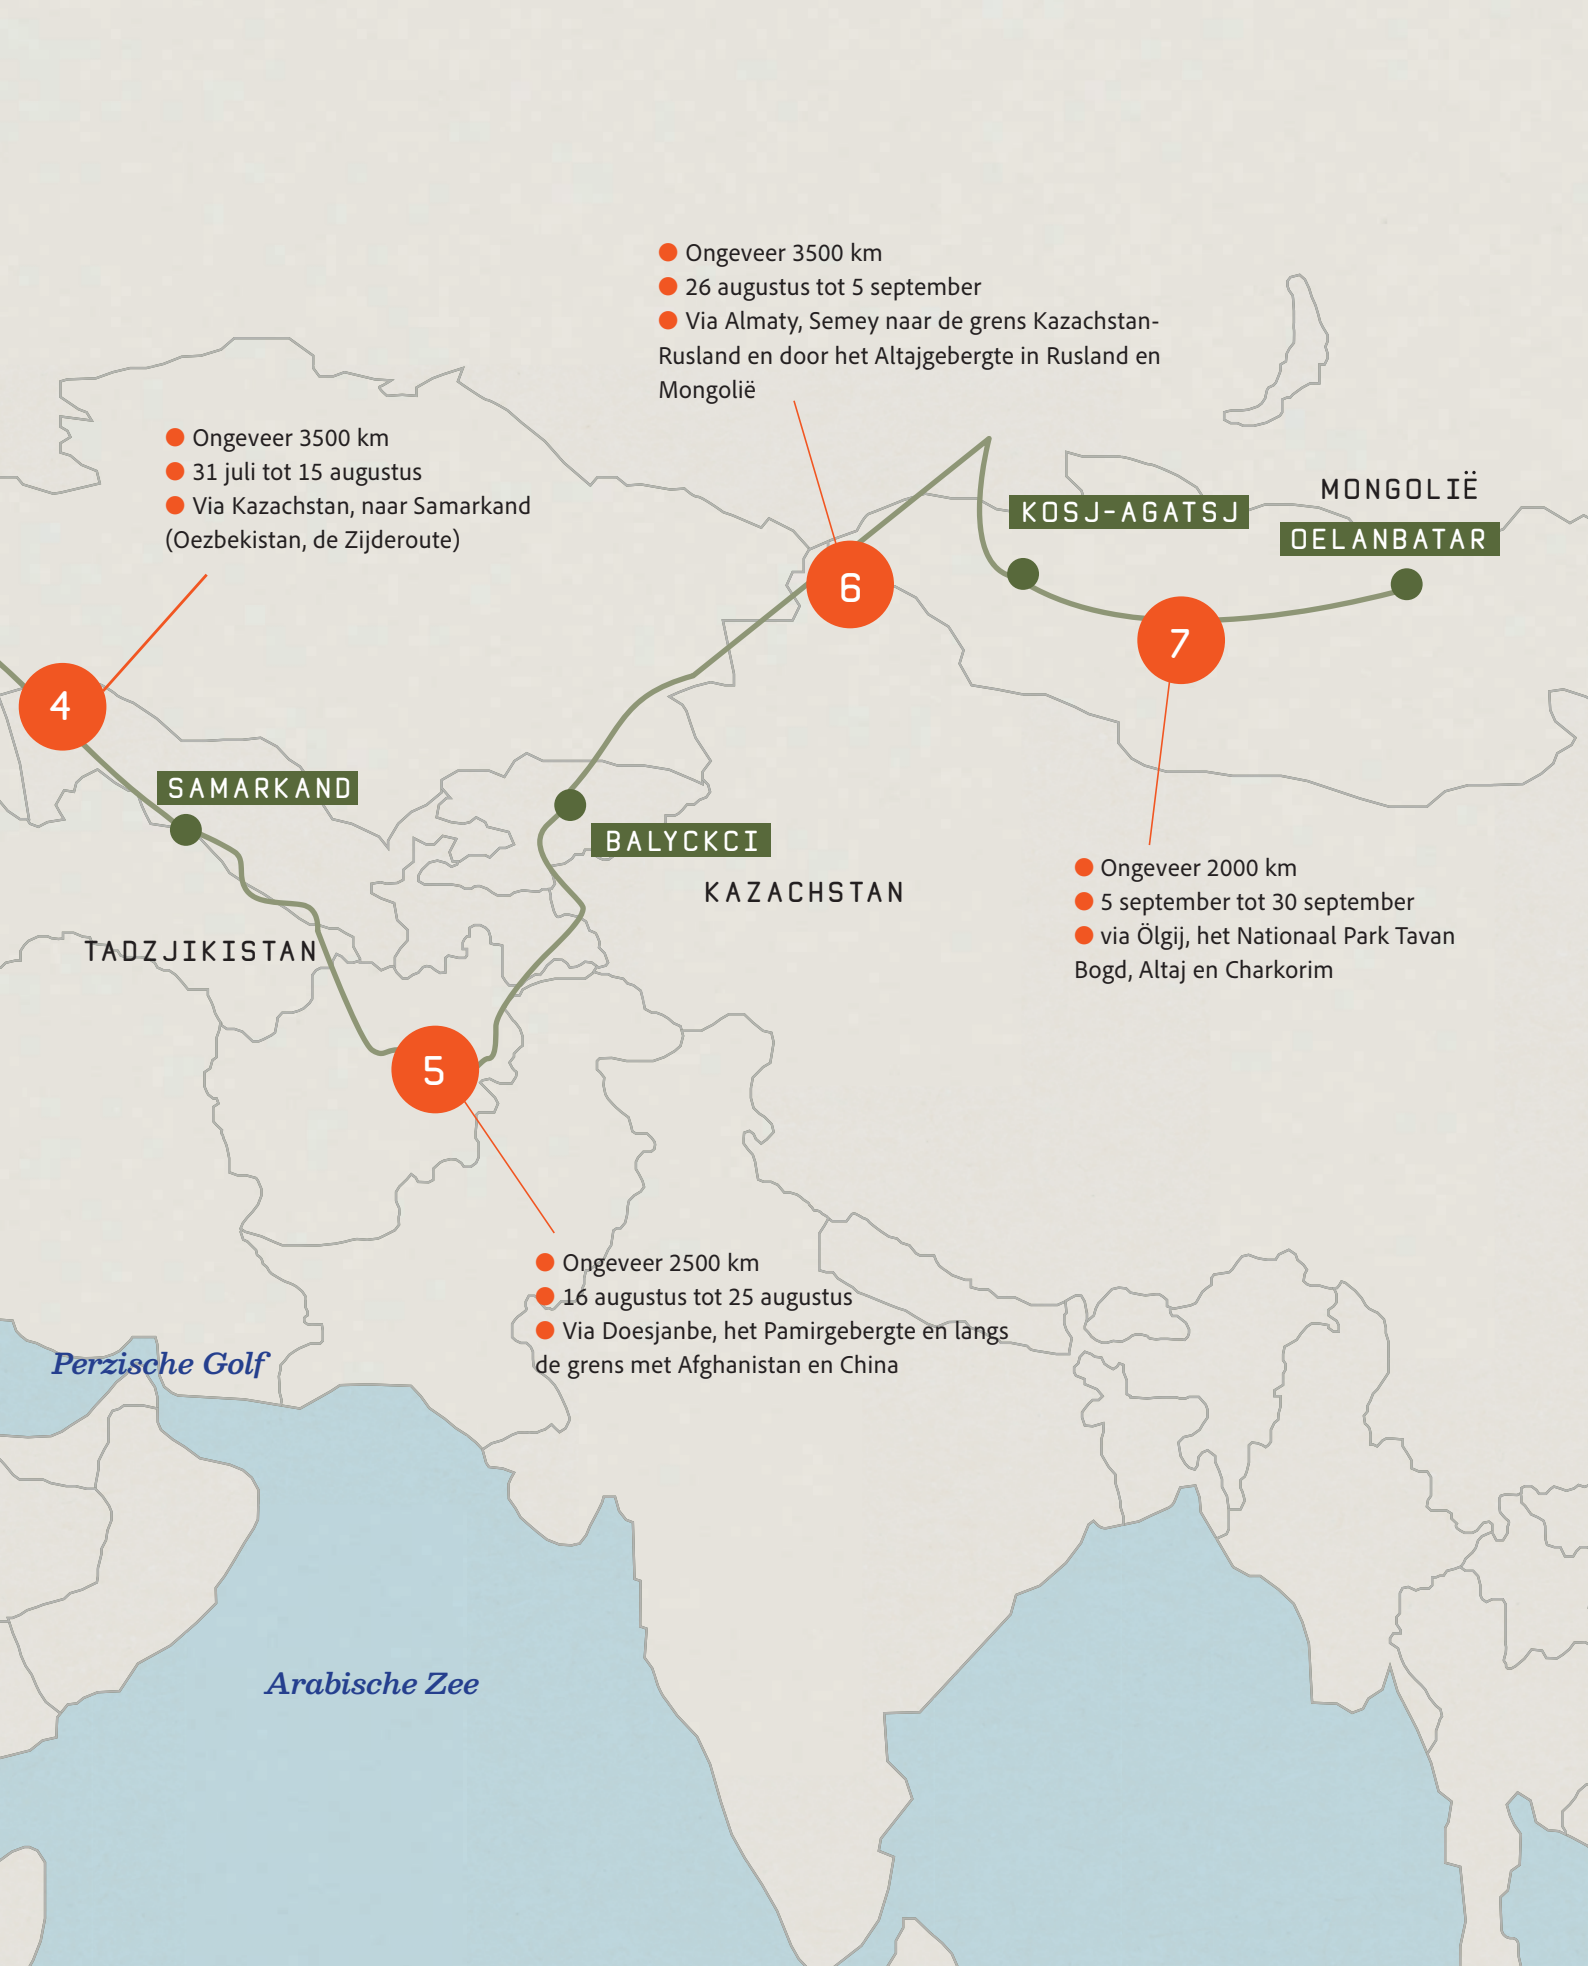 ● Ongeveer 3500 km
● 26 augustus tot 5 september
● Via Almaty, Semey naar de grens Kazachstan-
Rusland en door het Altajgebergte in Rusland en
Mongolië
● Ongeveer 3500 km
● 31 juli tot 15 augustus
● Via Kazachstan, naar Samarkand
(Oezbekistan, de Zijderoute)
MONGOLIË
KOSJ-AGATSJ
OELANBATAR
6
7
4
SAMARKAND
BALYCKCI
KAZACHSTAN
● Ongeveer 2000 km
● 5 september tot 30 september
● via Ölgij, het Nationaal Park Tavan
Bogd, Altaj en Charkorim
TADZJIKISTAN
5
● Ongeveer 2500 km
● 16 augustus tot 25 augustus
● Via Doesjanbe, het Pamirgebergte en langs
de grens met Afghanistan en China
Perzische Golf
Arabische Zee